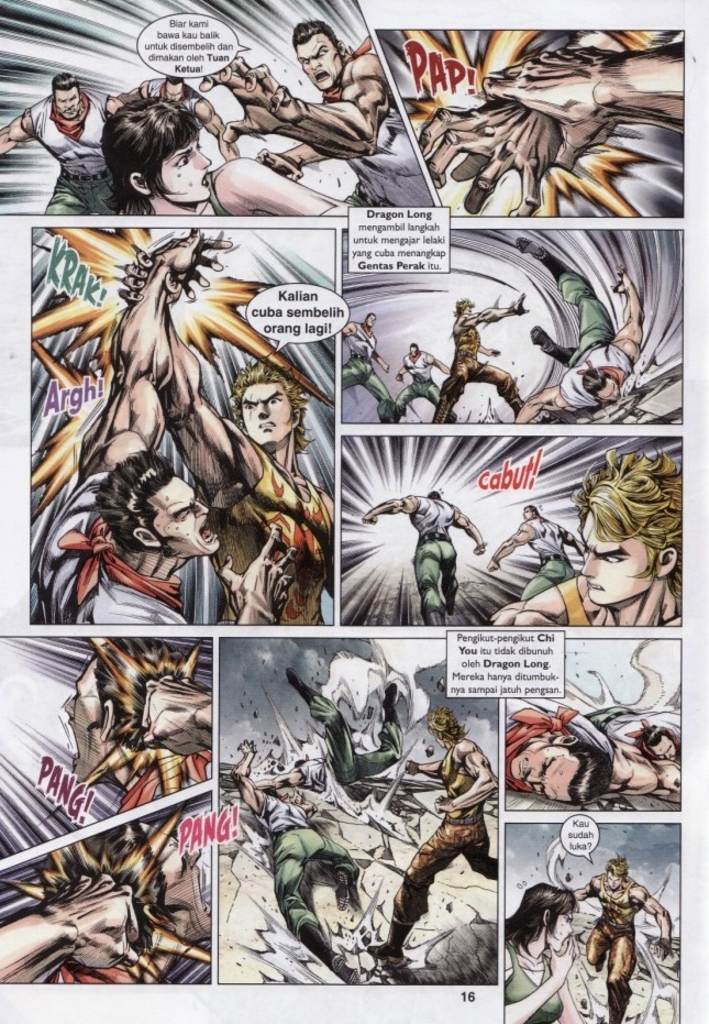 Biar kami
bawa kau balik
untuk disembelih dan
dimakan oleh Tuan
Ketua!
PAP!
KRAK!
Argh!
Kalian
cuba sembelih
orang lagi!
Dragon Long
mengambil langkah
untuk mengajar lelaki
yang cuba menangkap
Gentas Perak itu.
cabut!
PANG!
PANG!
Pengikut-pengikut Chi
You itu tidak dibunuh
oleh Dragon Long.
Mereka hanya ditumbuk-
nya sampai jatuh pengsan.
Kau
sudah
luka?
16